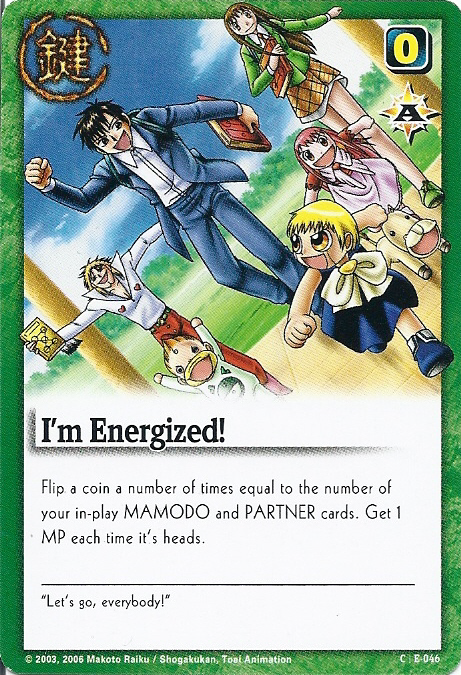 鍵
0
A
I'm Energized!
Flip a coin a number of times equal to the number of
your in-play MAMODO and PARTNER cards. Get 1
MP each time it's heads.
"Let's go, everybody!"
© 2003, 2006 Makoto Raiku / Shogakukan, Toei Animation
C E-046